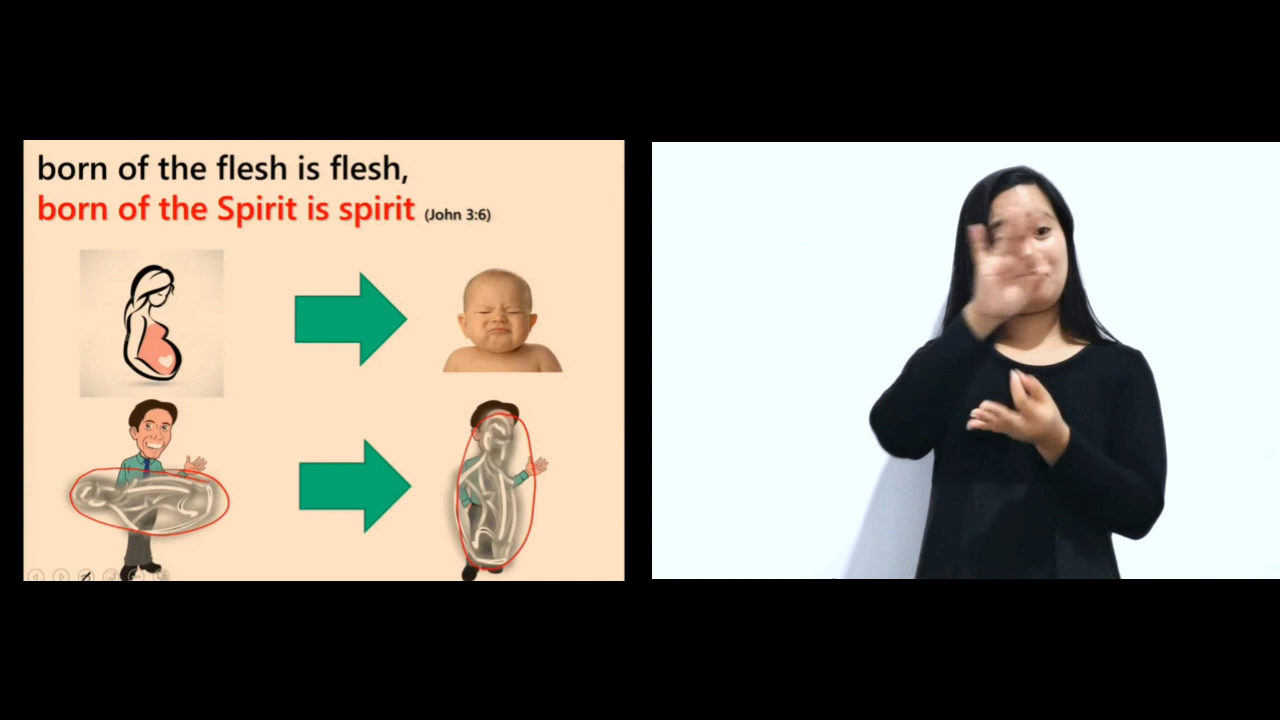 born of the flesh is flesh,
born of the Spirit is spirit (John 3:6)